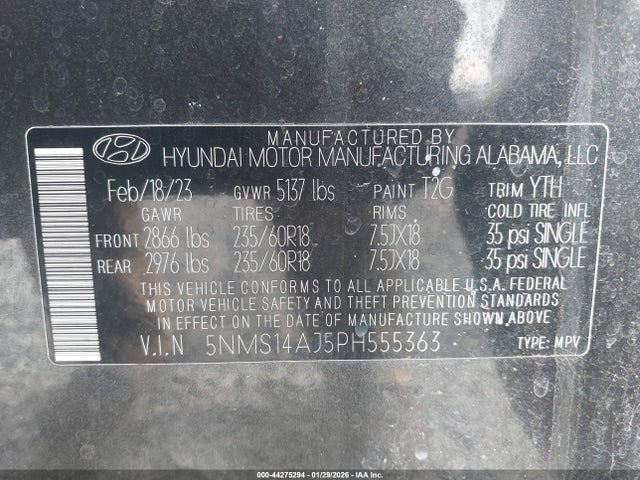 MANUFACTURED BY
HYUNDAI MOTOR MANUFACTURING ALABAMA, LLC
Feb/18/23 GVWR 5137 lbs PAINT T2G TRIM YTH
GAWR TIRES RIMS COLD TIRE INFL
FRONT 2866 lbs 235/60R18 7.5JX18 35 psi SINGLE
REAR 2976 lbs 235/60R18 7.5JX18 35 psi SINGLE
THIS VEHICLE CONFORMS TO ALL APPLICABLE U.S.A. FEDERAL
MOTOR VEHICLE SAFETY AND THEFT PREVENTION STANDARDS
IN EFFECT ON THE DATE OF MANUFACTURE SHOWN ABOVE
V.I.N 5NMS14AJ5PH555363 TYPE: MPV
000-44275294 - 01/29/2026 - IAA Inc.